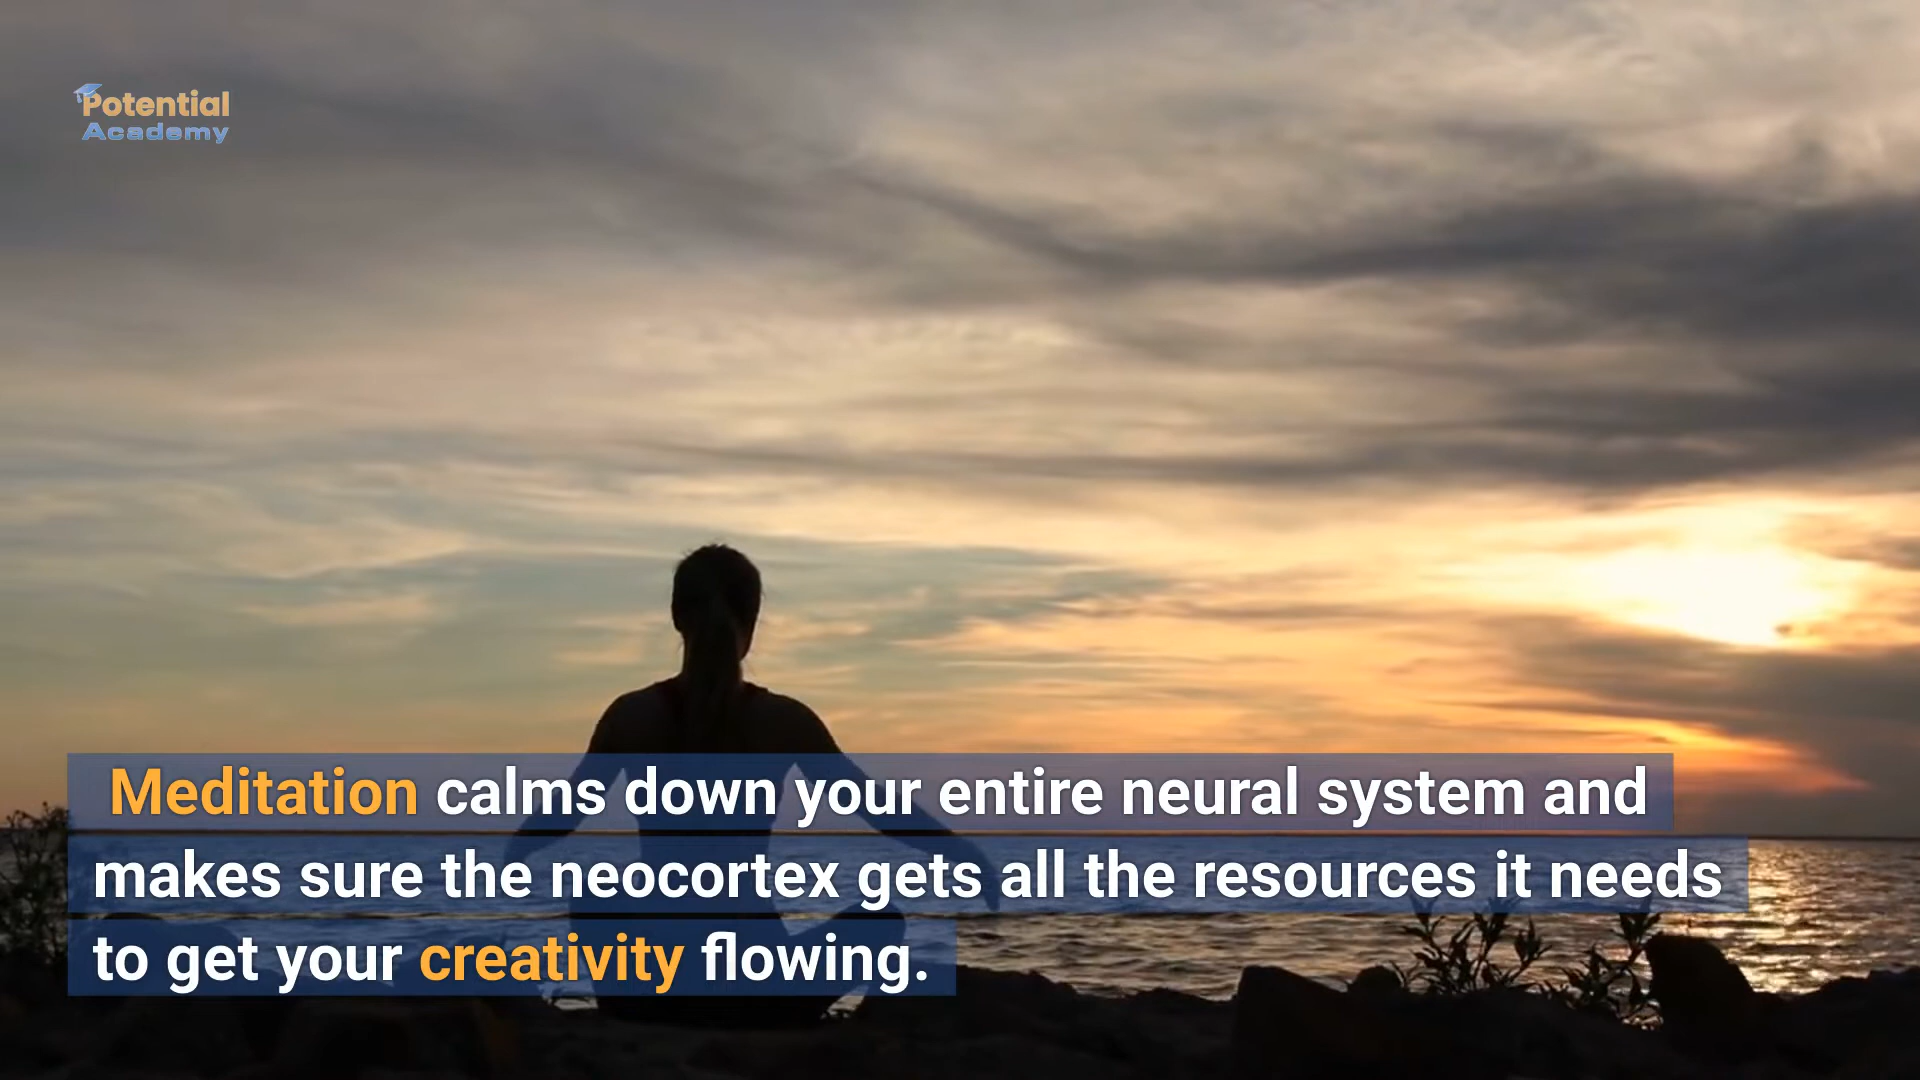 Potential
Academy
Meditation calms down your entire neural system and
makes sure the neocortex gets all the resources it needs
to get your creativity flowing.